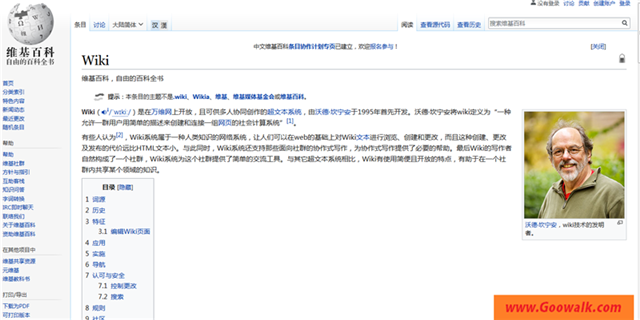 未登录 讨论 贡献 创建账户 登录
条目 讨论 大陆简体 汉 漢 阅读 查看源代码 查看历史 搜索维基百科
维基百科
自由的百科全书
中文维基百科条目协作计划专页已建立，欢迎报名参与！ [关闭]
Wiki
维基百科，自由的百科全书
提示：本条目的主题不是wiki、Wikia、维基、维基媒体基金会或维基百科。
Wiki（ /ˈwɪki/ ）是在万维网上开放，且可供多人协同创作的超文本系统，由沃德·坎宁安于1995年首先开发。沃德·坎宁安将wiki定义为“一种
允许一群用户用简单的描述来创建和连接一组网页的社会计算系统”[1]。
有些人认为[2]，Wiki系统属于一种人类知识的网络系统，让人们可以在web的基础上对Wiki文本进行浏览、创建和更改，而且这种创建、更改
及发布的代价远比HTML文本小。与此同时，Wiki系统还支持那些面向社群的协作式写作，为协作式写作提供了必要的帮助。最后Wiki的写作者
自然构成了一个社群，Wiki系统为这个社群提供了简单的交流工具。与其它超文本系统相比，Wiki有使用简便且开放的特点，有助于在一个社
群内共享某个领域的知识。
目录 [隐藏]
1 词源
2 历史
3 特征
3.1 编辑Wiki页面
4 应用
5 实施
6 导航
7 认可与安全
7.1 控制更改
7.2 搜索
8 规则
9 社区
沃德·坎宁安，wiki技术的发明
者。
首页
分类索引
特色内容
新闻动态
最近更改
随机条目
帮助
帮助
维基社群
方针与指引
互助客栈
知识问答
字词转换
IRC即时聊天
联络我们
关于维基百科
资助维基百科
在其他项目中
维基共享资源
元维基
维基教科书
打印/导出
下载为PDF
可打印版本
www.Goowalk.com